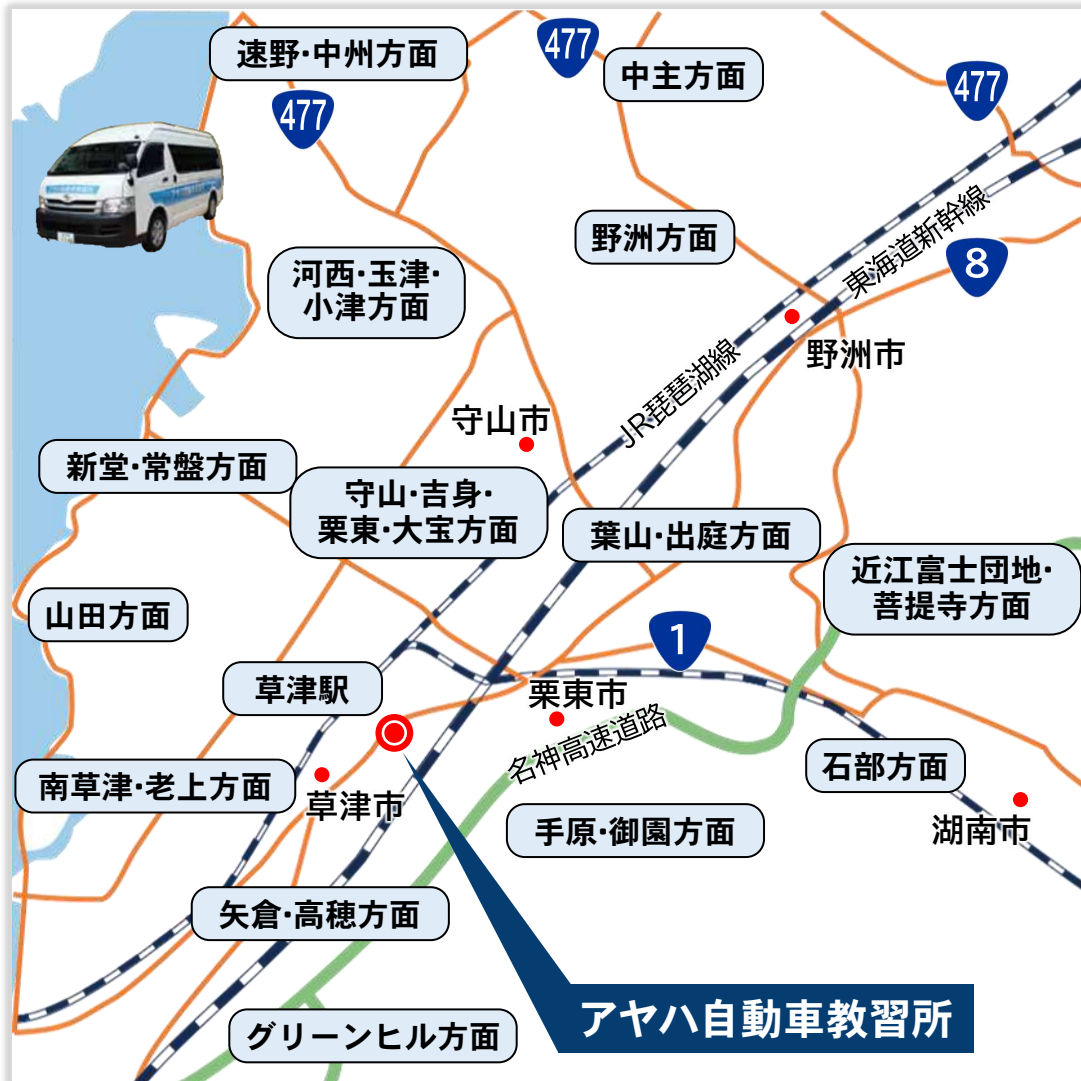 速野・中州方面
477
中主方面
477
477
野洲方面
東海道新幹線
8
河西・玉津・
小津方面
JR琵琶湖線
野洲市
守山市
新堂・常盤方面
守山・吉身・
栗東・大宝方面
葉山・出庭方面
近江富士団地・
菩提寺方面
山田方面
1
草津駅
栗東市
名神高速道路
石部方面
南草津・老上方面
草津市
手原・御園方面
湖南市
矢倉・高穂方面
アヤハ自動車教習所
グリーンヒル方面